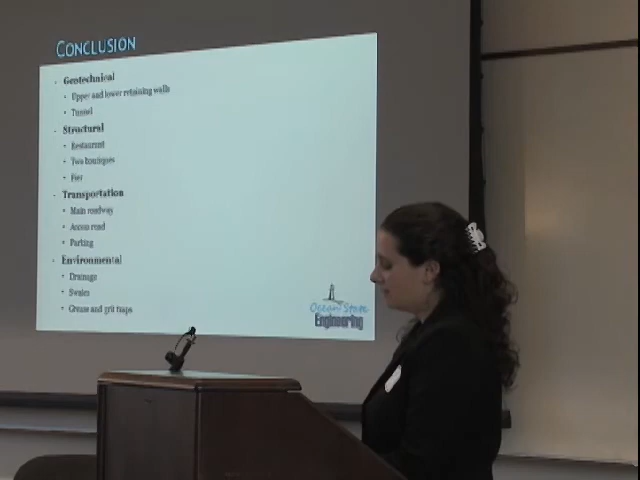 CONCLUSION
- Geotechnical
- Upper and lower retaining walls
- Tunnel
- Structural
- Restaurant
- Two boutiques
- Pier
- Transportation
- Main roadway
- Access road
- Parking
- Environmental
- Drainage
- Swales
- Grease and grit traps
Ocean State
Engineering